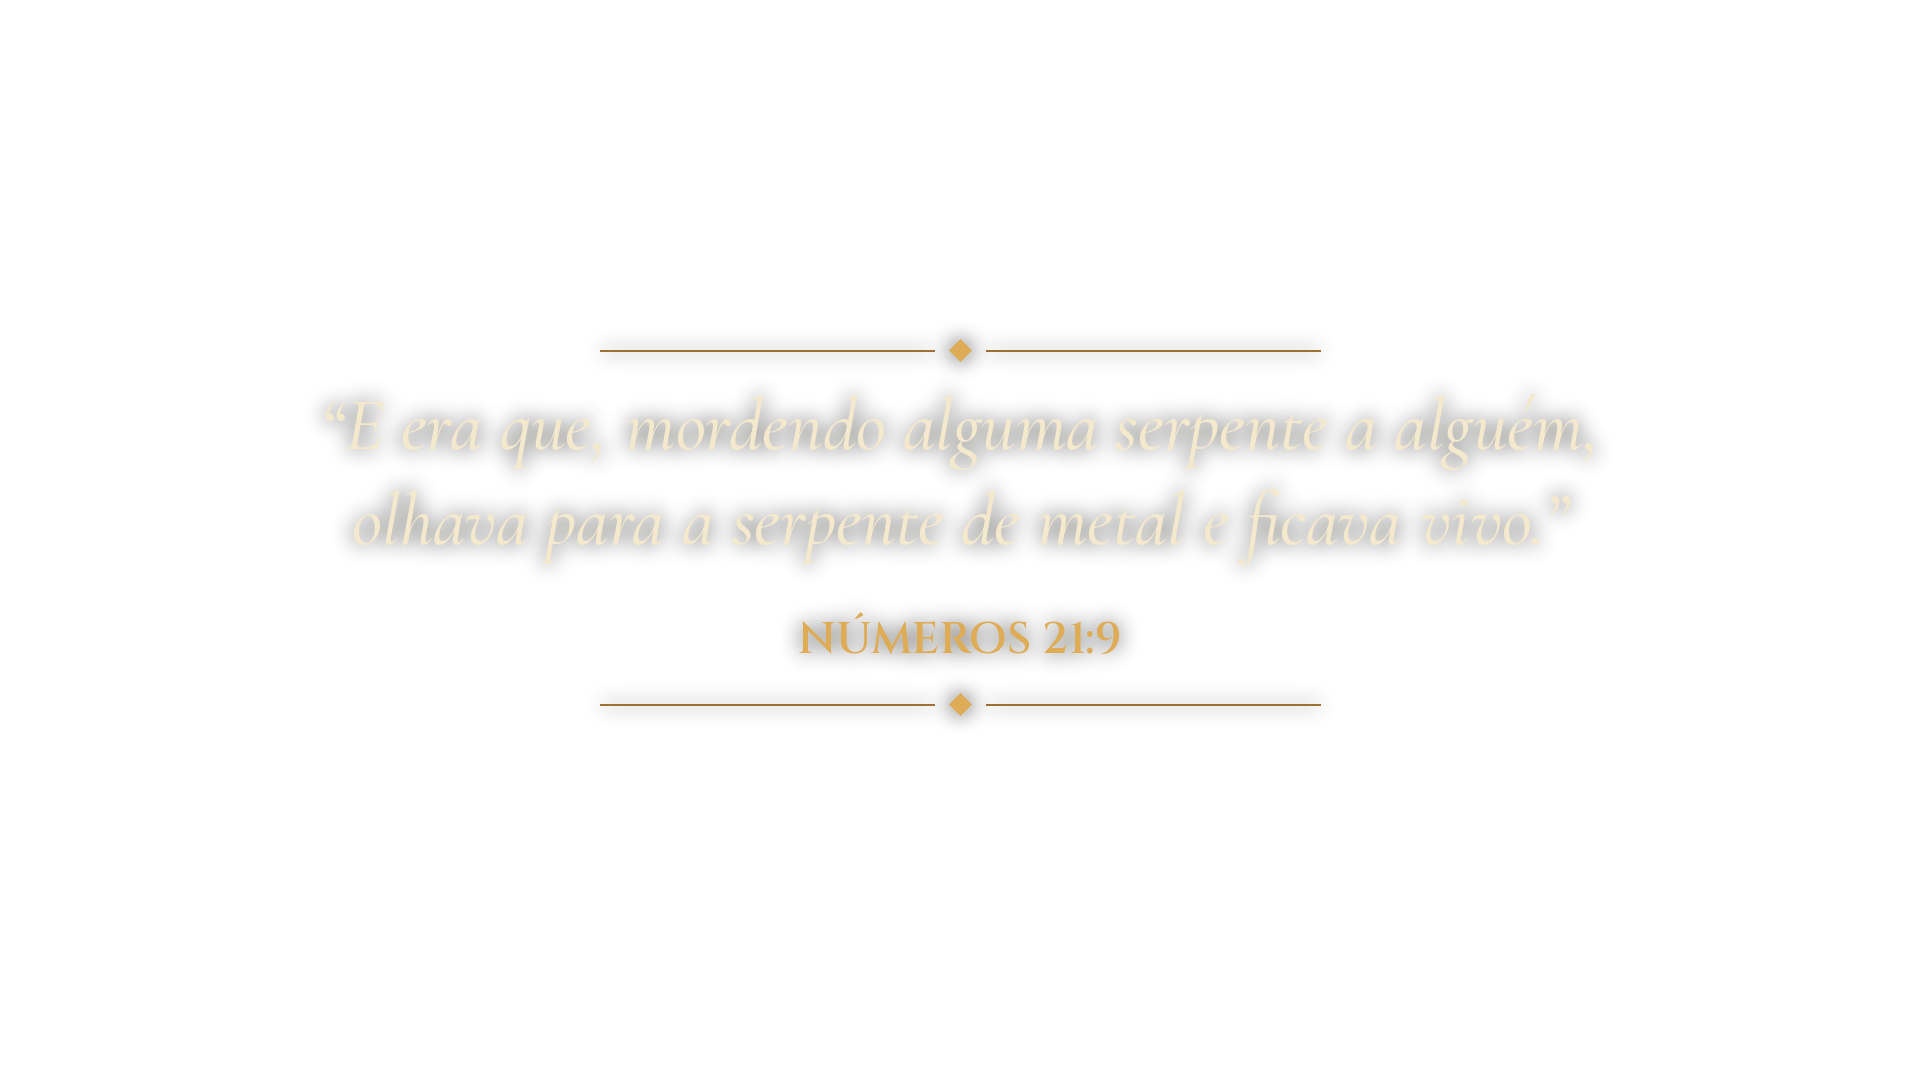 “E era que, mordendo alguma serpente a alguém,
olhava para a serpente de metal e ficava vivo.”
NÚMEROS 21:9